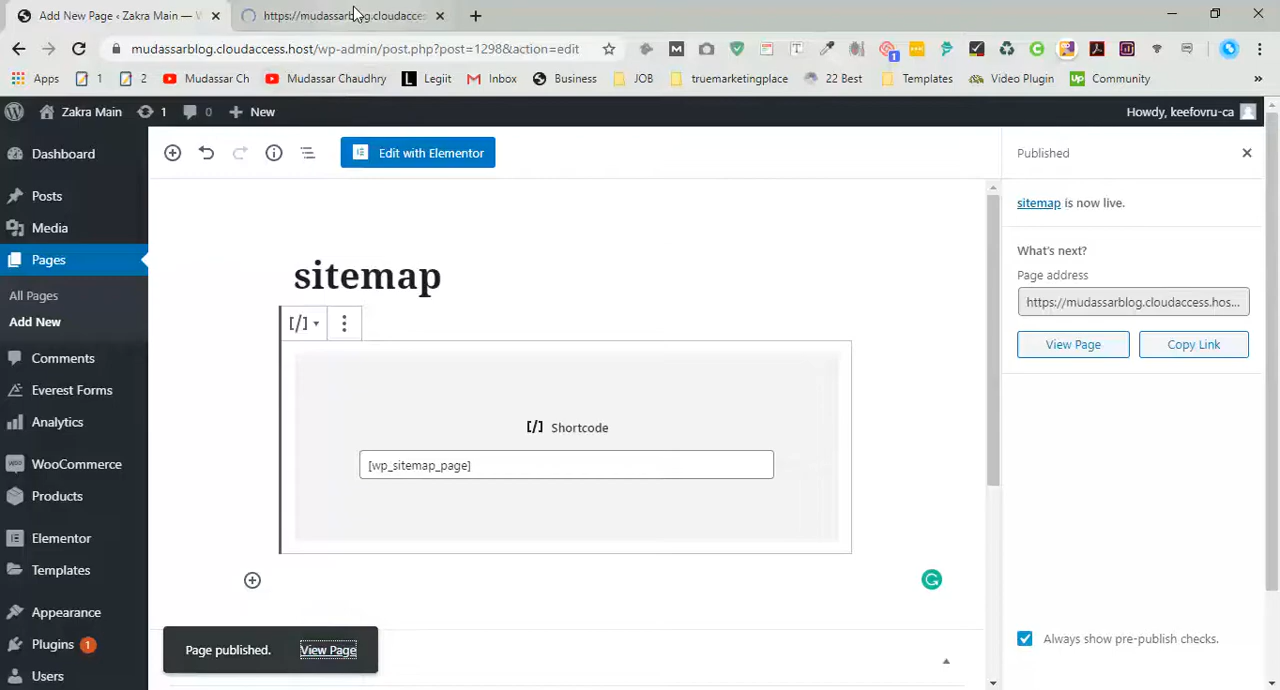 Add New Page ‹ Zakra Main — W
https://mudassarblog.cloudacces
mudassarblog.cloudaccess.host/wp-admin/post.php?post=1298&action=edit
Apps
1
2
Mudassar Ch
Mudassar Chaudhry
Legiit
Inbox
Business
JOB
truemarketingplace
22 Best
Templates
Video Plugin
Community
»
Zakra Main
1
0
New
Howdy, keefovru-ca
Dashboard
Posts
Media
Pages
All Pages
Add New
Comments
Everest Forms
Analytics
WooCommerce
Products
Elementor
Templates
Appearance
Plugins 1
Users
Edit with Elementor
sitemap
[/]
[/] Shortcode
[wp_sitemap_page]
Page published. View Page
Published
sitemap is now live.
What's next?
Page address
https://mudassarblog.cloudaccess.hos...
View Page
Copy Link
Always show pre-publish checks.